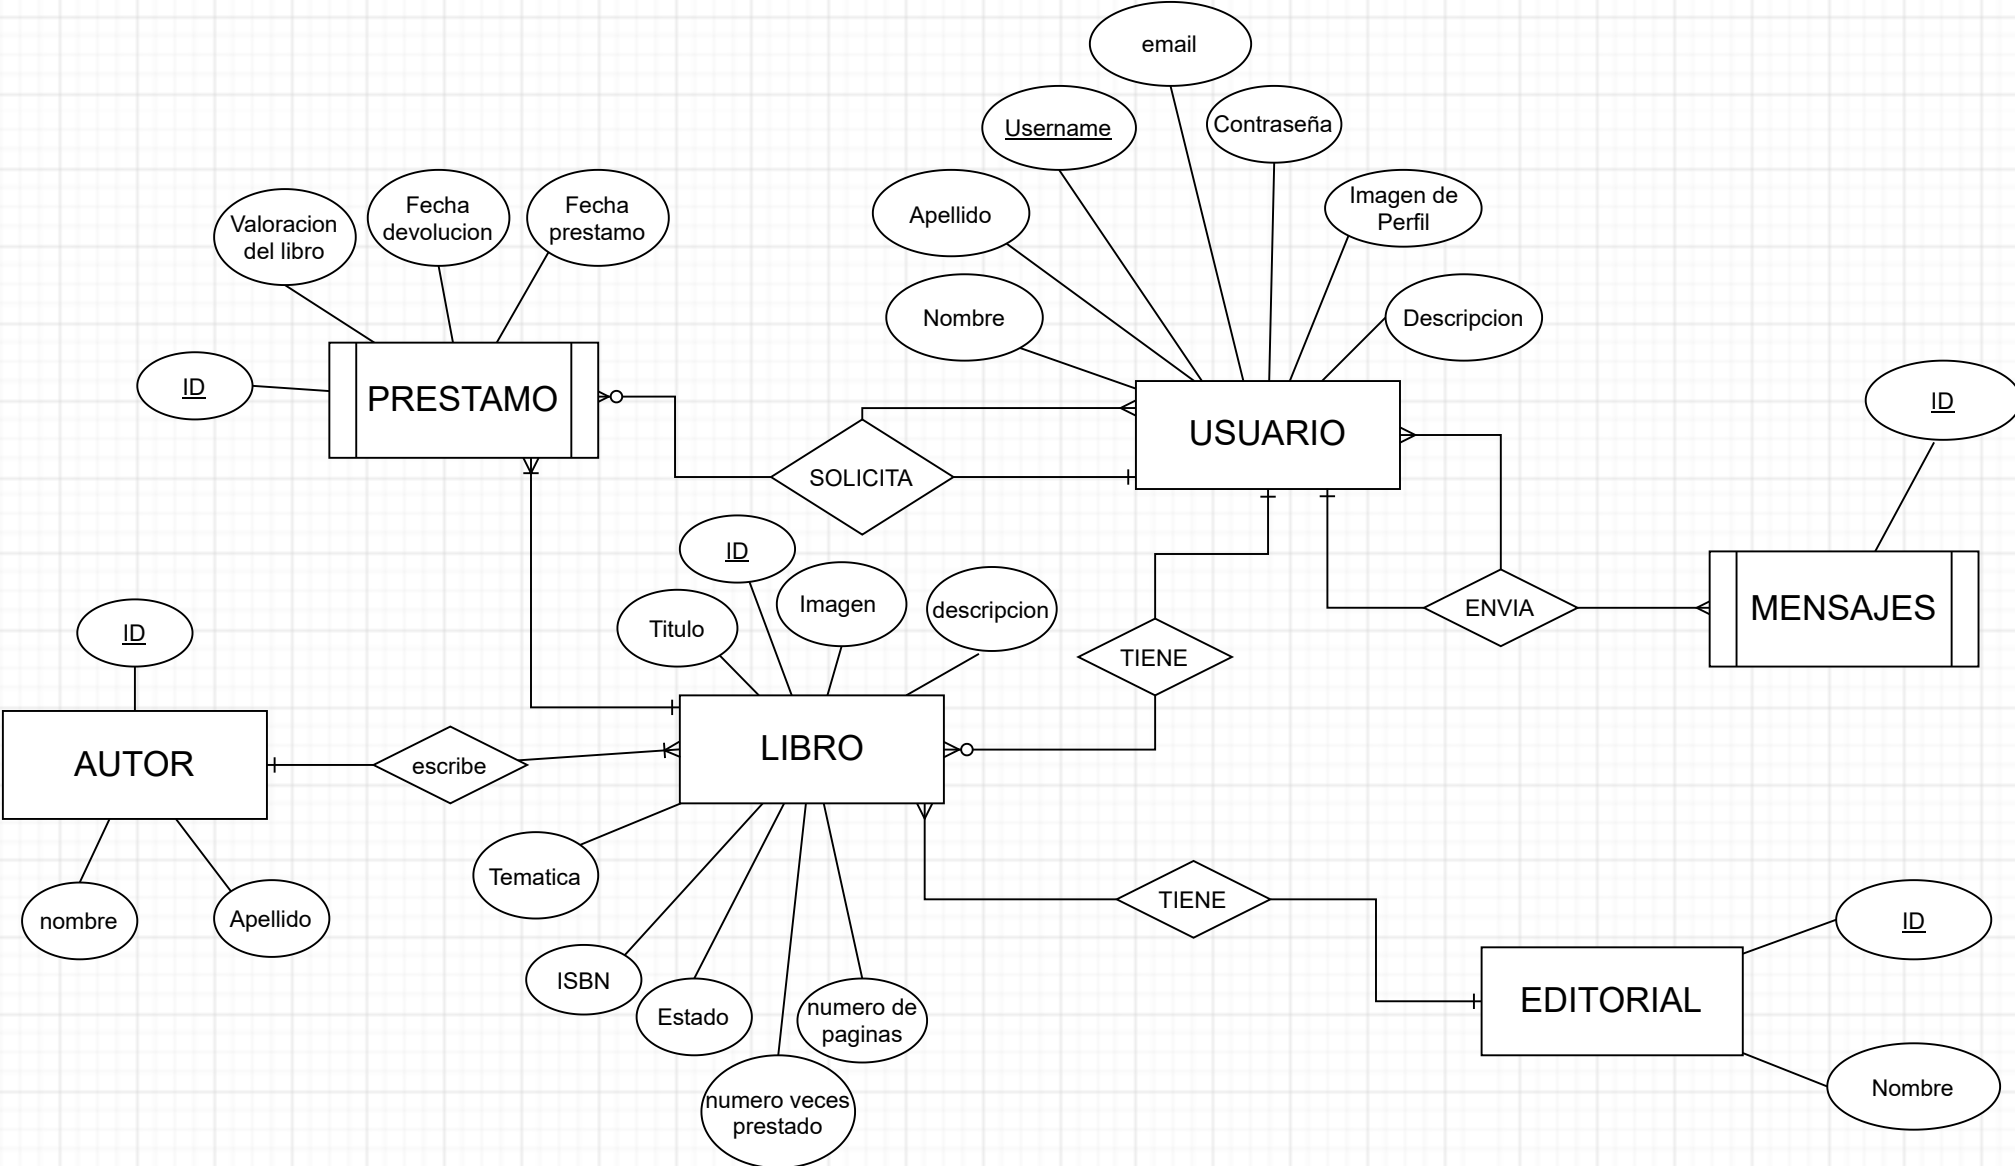 email
Username
Contraseña
Apellido
Imagen de
Perfil
Valoracion
del libro
Fecha
devolucion
Fecha
prestamo
Nombre
Descripcion
ID
PRESTAMO
USUARIO
ID
SOLICITA
ID
Imagen
descripcion
Titulo
ENVIA
MENSAJES
ID
TIENE
AUTOR
escribe
LIBRO
Tematica
TIENE
nombre
Apellido
ISBN
Estado
numero de
paginas
numero veces
prestado
ID
EDITORIAL
Nombre